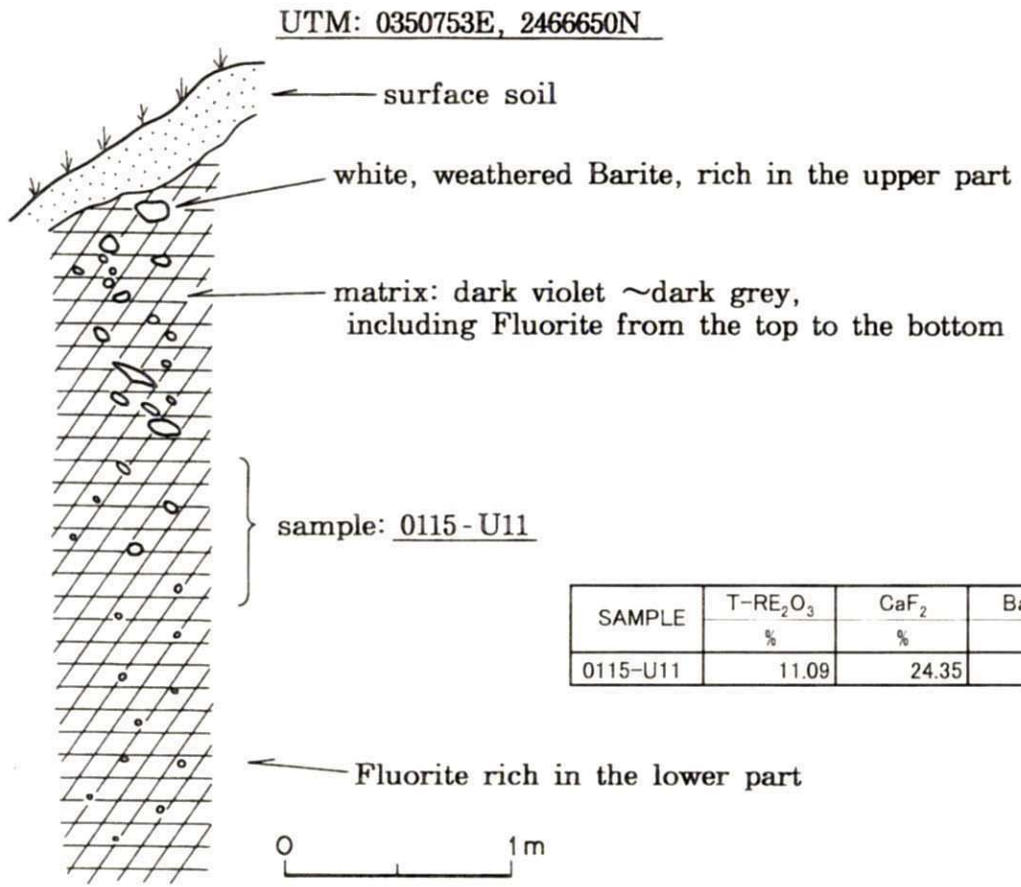 UTM: 0350753E, 2466650N
surface soil
white, weathered Barite, rich in the upper part
matrix: dark violet ~dark grey,
including Fluorite from the top to the bottom
sample: 0115-U11
SAMPLE T-RE₂O₃ CaF₂
% %
0115-U11 11.09 24.35
Fluorite rich in the lower part
0 1m